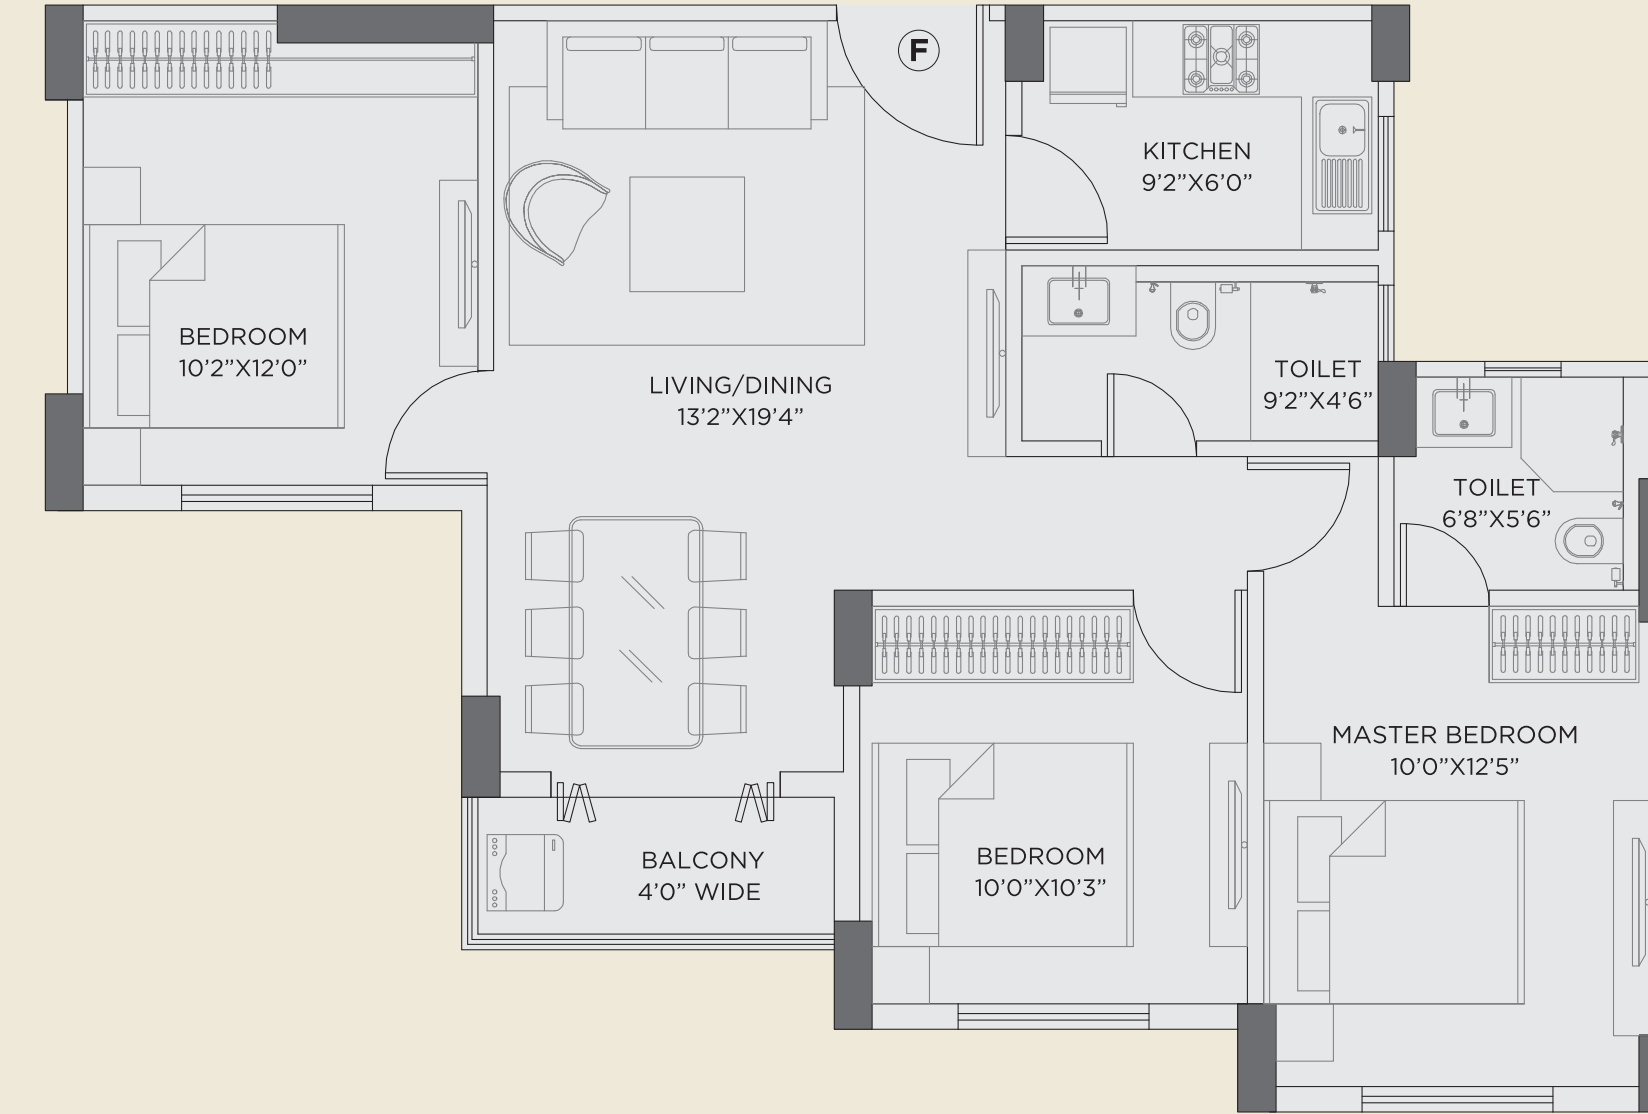 F
KITCHEN
9'2”X6'0”
BEDROOM
10'2”X12'0”
LIVING/DINING
13'2”X19'4”
TOILET
9'2”X4'6”
TOILET
6'8”X5'6”
MASTER BEDROOM
10'0”X12'5”
BEDROOM
10'0”X10'3”
BALCONY
4'0” WIDE